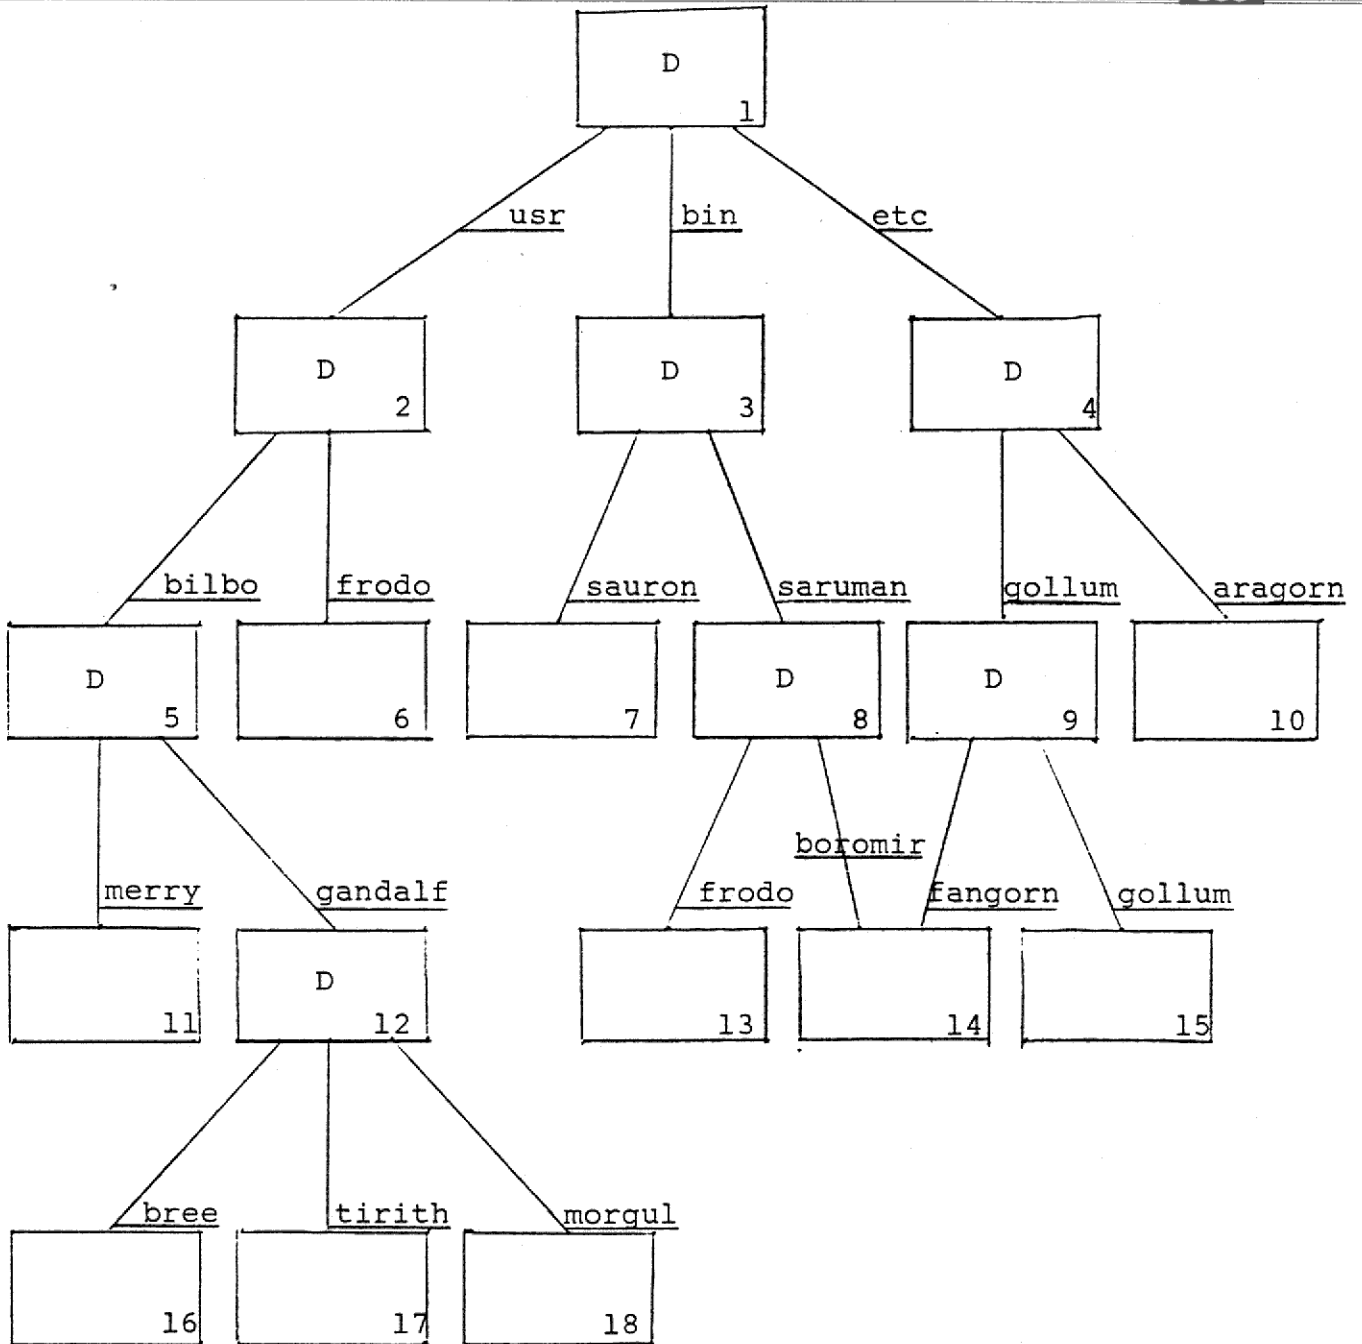 D
1
usr bin etc
D D D
2 3 4
bilbo frodo sauron saruman gollum aragorn
D D D
5 6 7 8 9 10
boromir
merry gandalf frodo fangorn gollum
D
11 12 13 14 15
bree tirith morgul
16 17 18